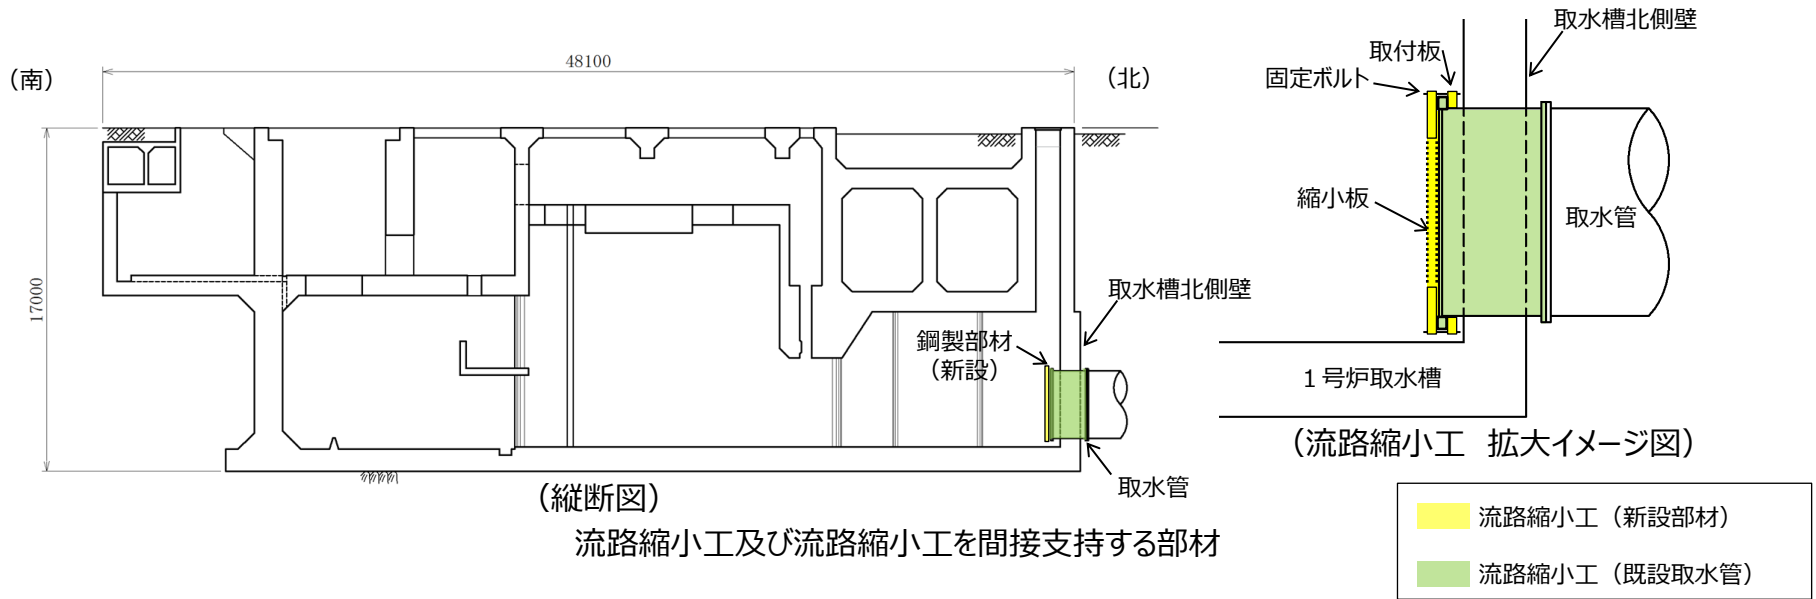 (南)
48100
(北)
17000
取水槽北側壁
鋼製部材
(新設)
取水管
(縦断図)
流路縮小工及び流路縮小工を間接支持する部材
取水槽北側壁
取付板
固定ボルト
縮小板
取水管
1号炉取水槽
(流路縮小工 拡大イメージ図)
流路縮小工(新設部材)
流路縮小工(既設取水管)